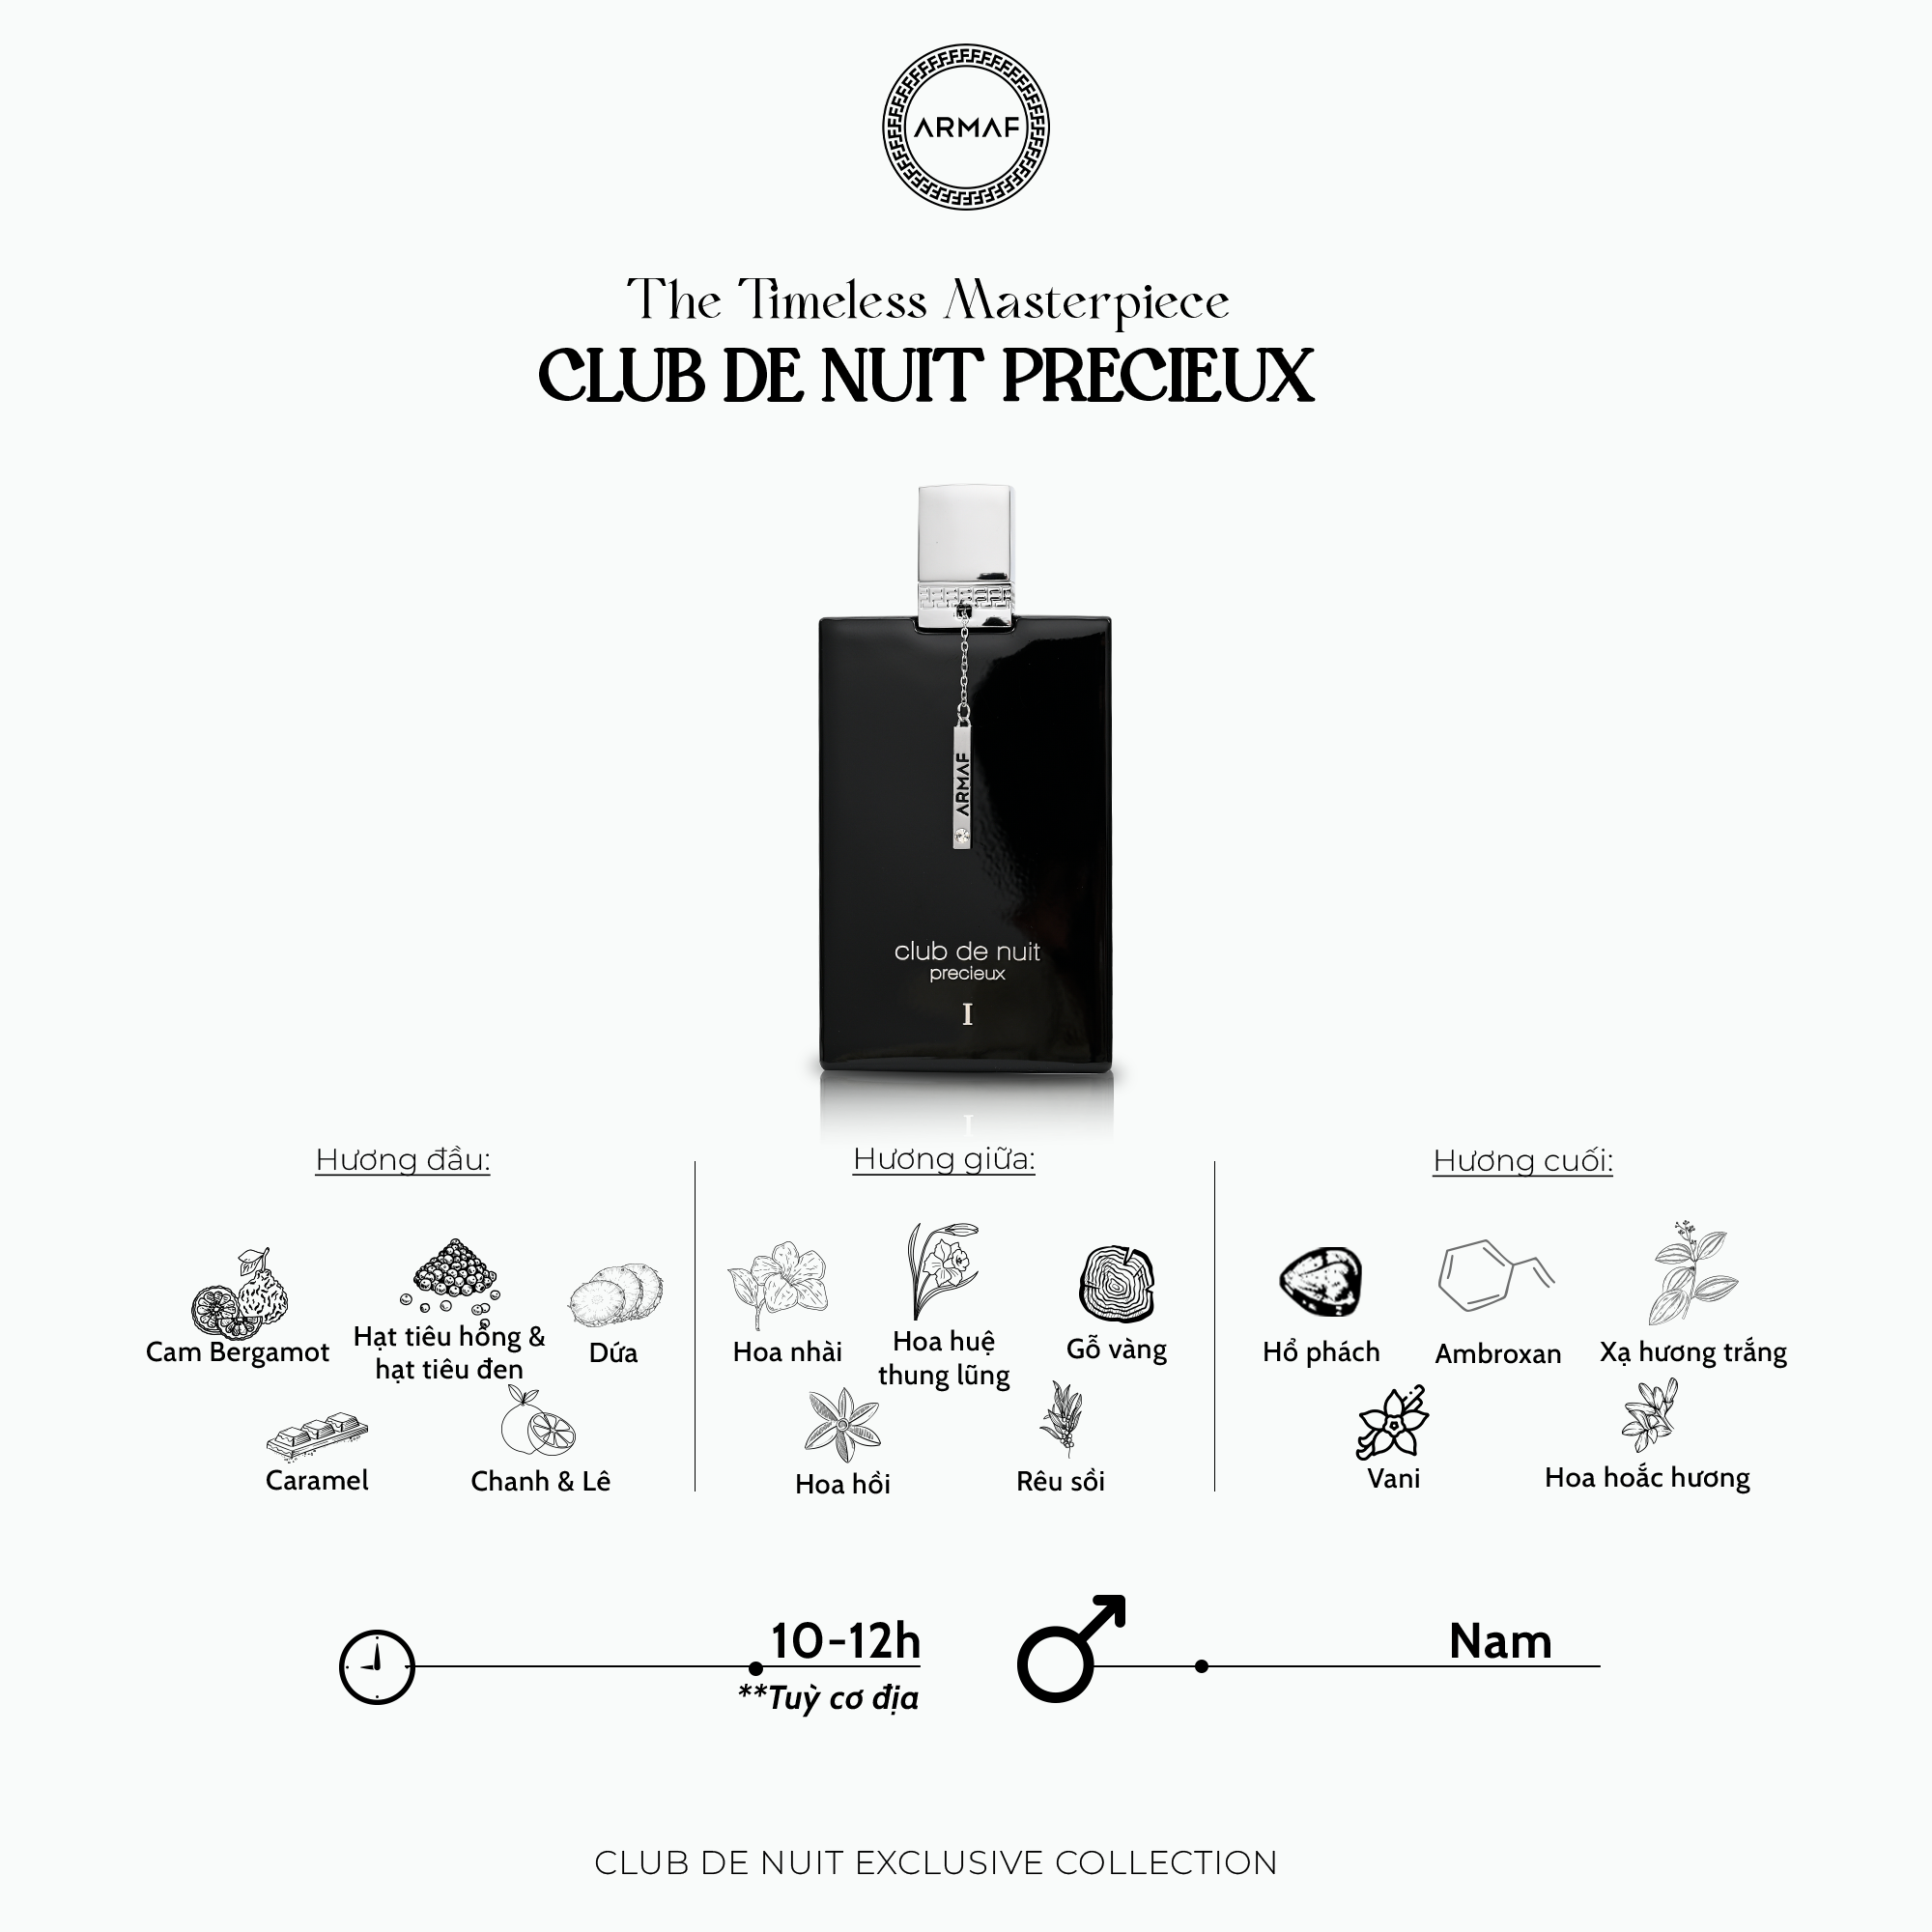 ARMAF
The Timeless Masterpiece
CLUB DE NUIT PRECIEUX
ARMAF
club de nuit
precieux
I
I
Hương đầu:
Cam Bergamot
Hạt tiêu hồng &
hạt tiêu đen
Dứa
Caramel
Chanh & Lê
Hương giữa:
Hoa nhài
Hoa huệ
thung lũng
Gỗ vàng
Hoa hồi
Rêu sồi
Hương cuối:
Hổ phách
Ambroxan
Xạ hương trắng
Vani
Hoa hoắc hương
10-12h
**Tuỳ cơ địa
Nam
CLUB DE NUIT EXCLUSIVE COLLECTION